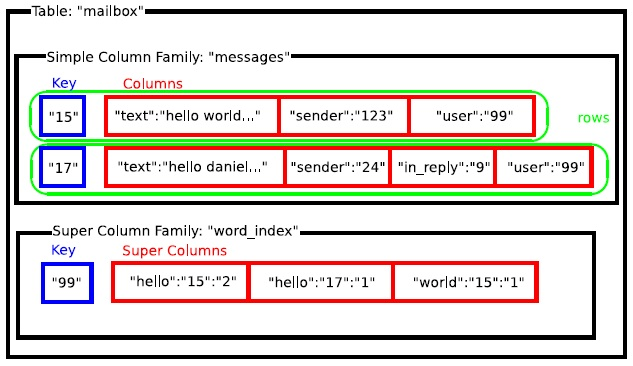 Table: "mailbox"
Simple Column Family: "messages"
Key Columns
"15" "text":"hello world..." "sender":"123" "user":"99" rows
"17" "text":"hello daniel..." "sender":"24" "in_reply":"9" "user":"99"
Super Column Family: "word_index"
Key Super Columns
"99" "hello":"15":"2" "hello":"17":"1" "world":"15":"1"